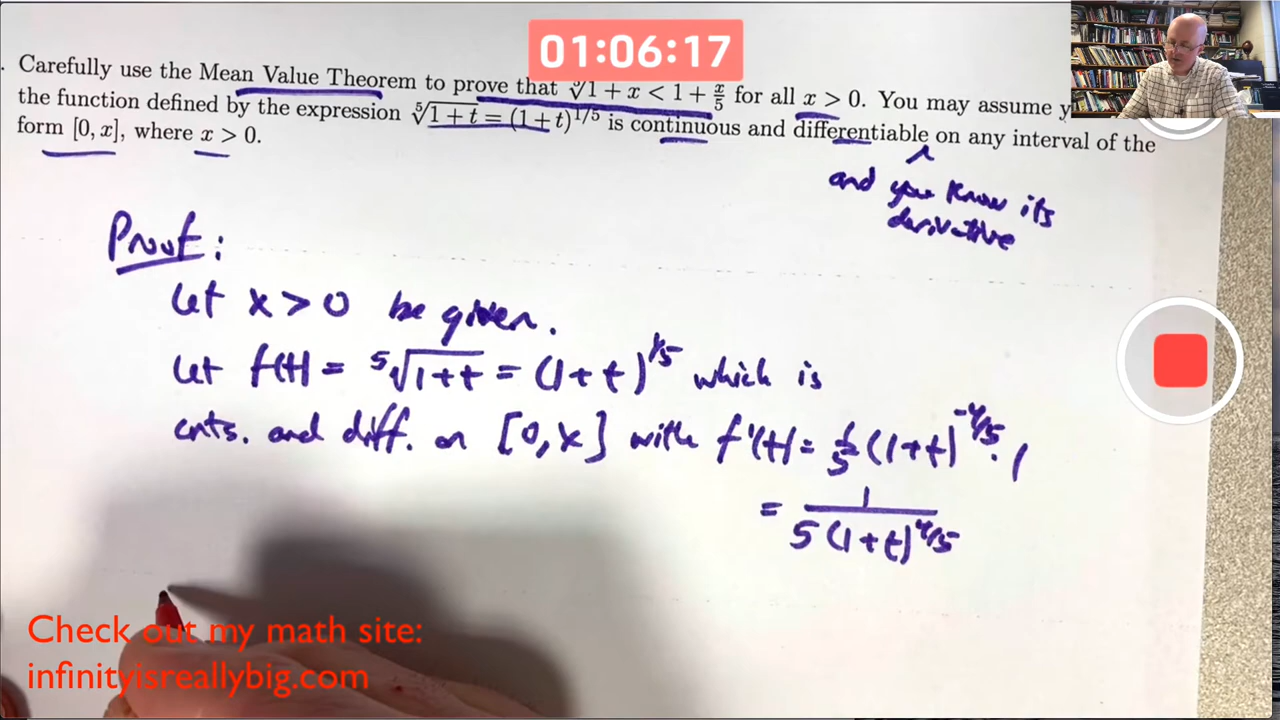 01:06:17
. Carefully use the Mean Value Theorem to prove that ⁵√1 + x < 1 + x/5 for all x > 0. You may assume y
the function defined by the expression ⁵√1 + t = (1 + t)^1/5 is continuous and differentiable on any interval of the
form [0, x], where x > 0.
and you know its
derivative
Proof:
Let x > 0 be given.
Let f(t) = ⁵√1+t = (1+t)^1/5 which is
cnts. and diff. on [0, x] with f'(t) = 1/5 (1+t)^-4/5 · 1
= 1 / 5(1+t)^4/5
Check out my math site:
infinityisreallybig.com